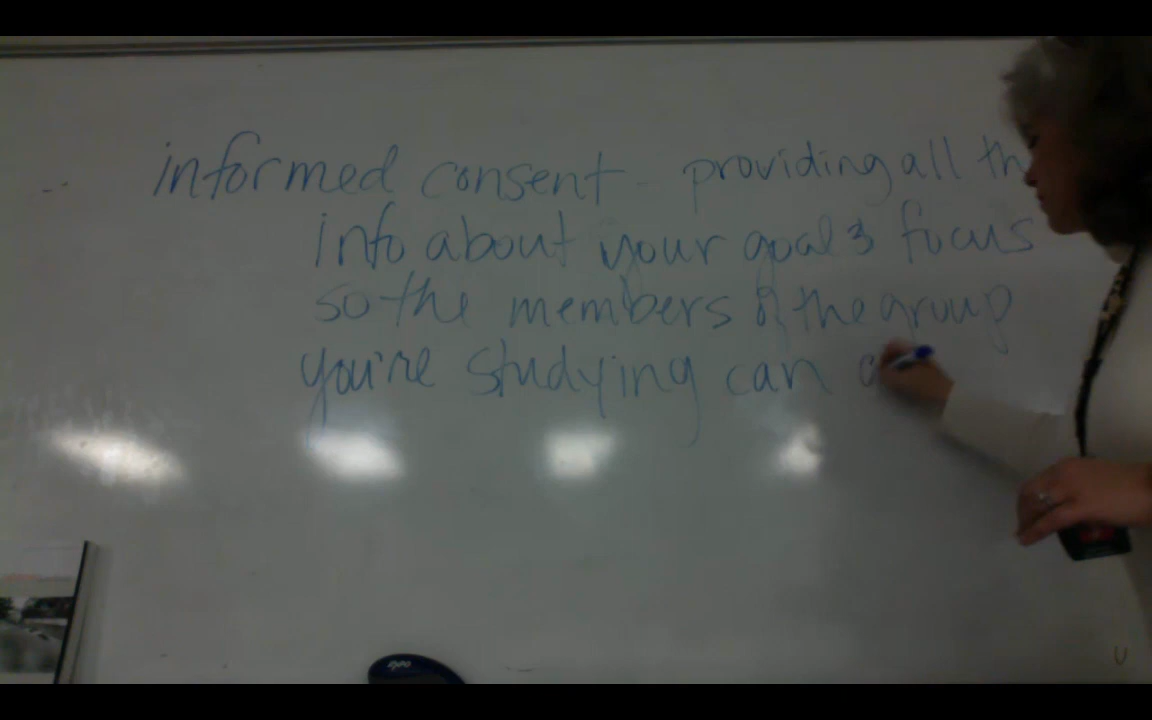 informed consent - providing all th
info about your goal & focus
so the members of the group
you're studying can
EXPO